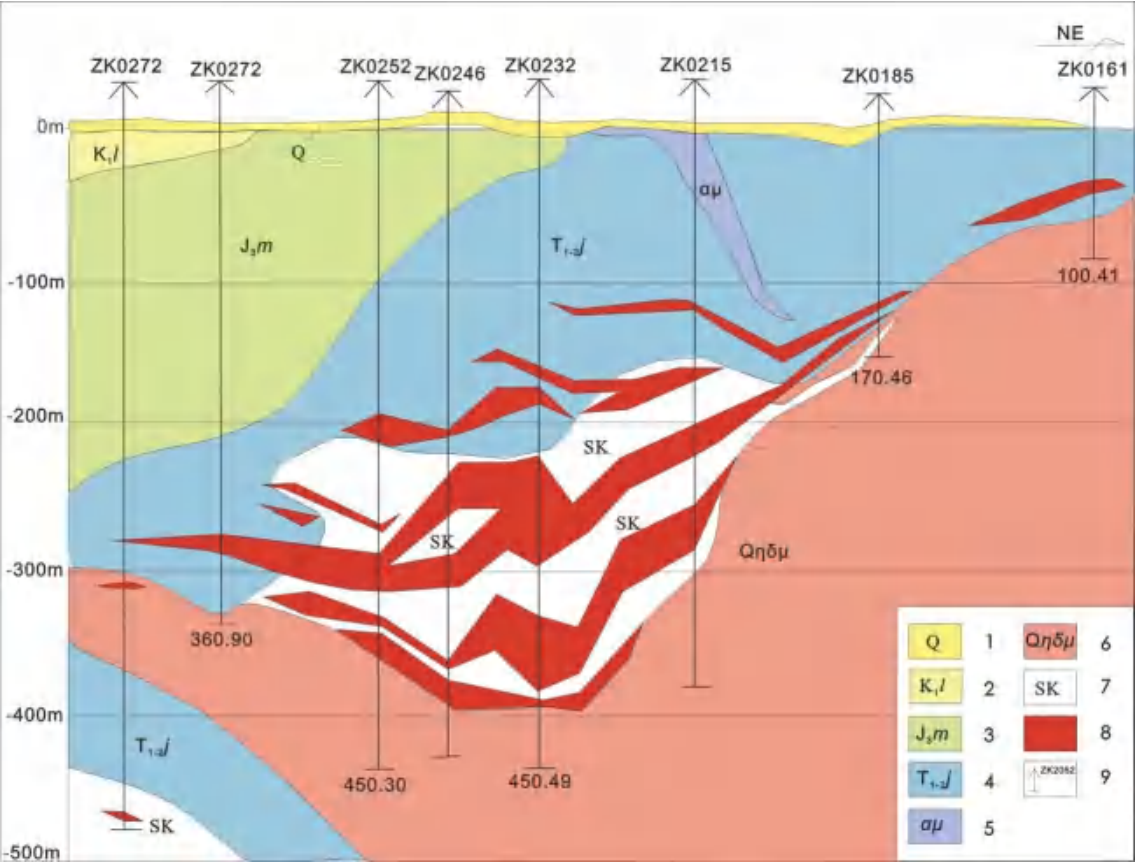 NE
ZK0272 ZK0272 ZK0252 ZK0246 ZK0232 ZK0215 ZK0185 ZK0161
0m
K₁l
Q
αμ
J₃m
T₁₋₂j
-100m
100.41
170.46
-200m
SK
SK
SK
Qηδμ
-300m
360.90
-400m
T₁₋₂j
450.30
450.49
SK
-500m
Q 1
K₁l 2
J₃m 3
T₁₋₂j 4
αμ 5
Qηδμ 6
SK 7
8
ZK2052 9